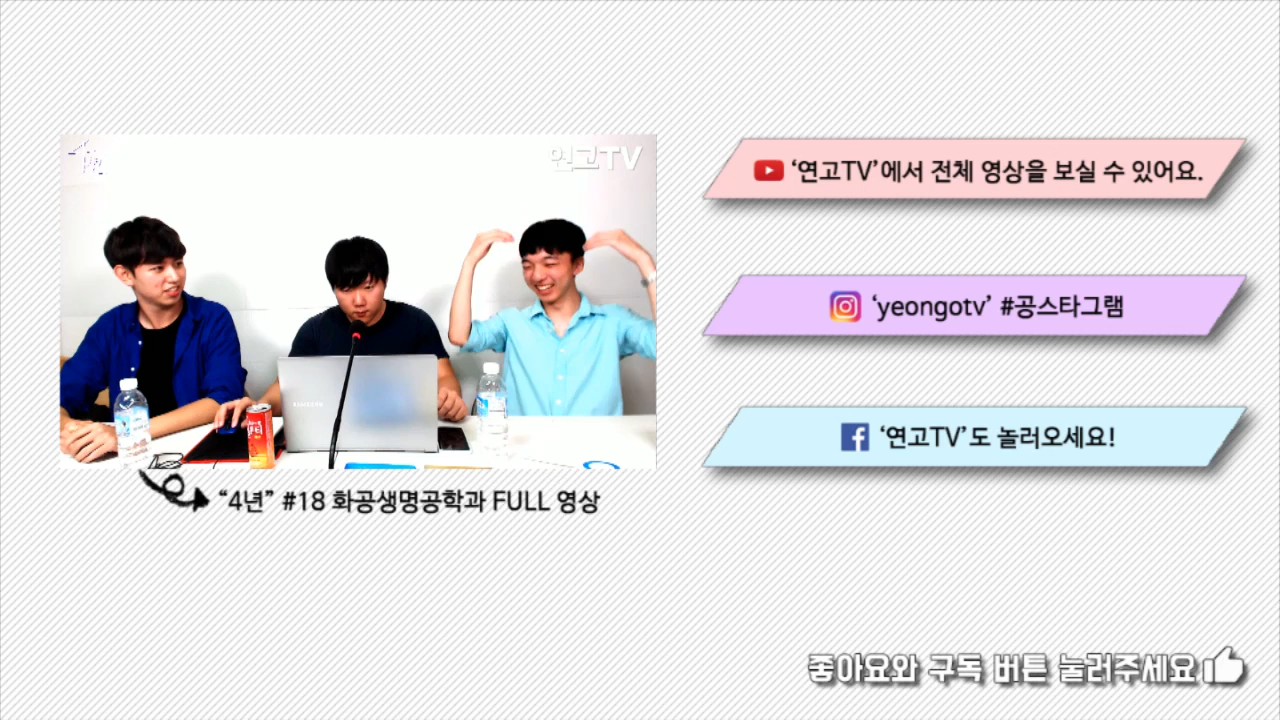 연고TV
SAMSUNG
“4년” #18 화공생명공학과 FULL 영상
‘연고TV’에서 전체 영상을 보실 수 있어요.
‘yeongotv’ #공스타그램
‘연고TV’도 놀러오세요!
좋아요와 구독 버튼 눌러주세요